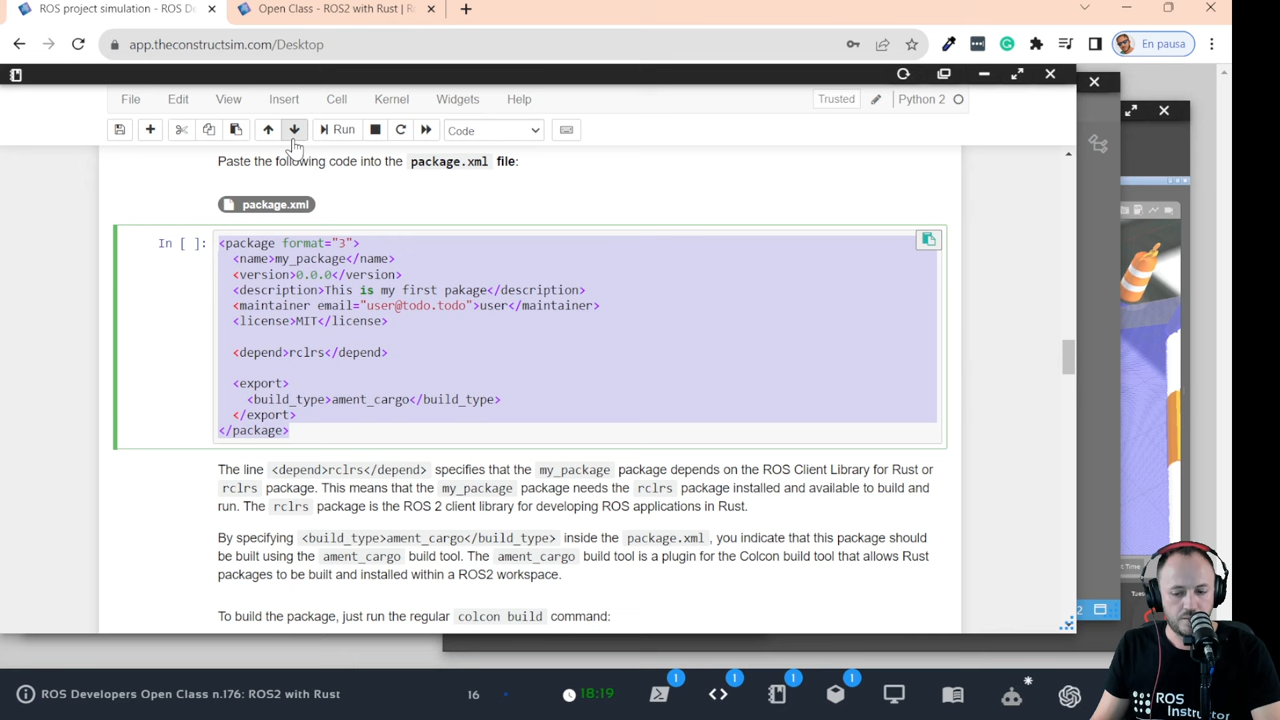 ROS project simulation - ROS De
Open Class - ROS2 with Rust | R
app.theconstructsim.com/Desktop
En pausa
File Edit View Insert Cell Kernel Widgets Help
Trusted
Python 2
Run
Code
Paste the following code into the package.xml file:
package.xml
In [ ]:
<package format="3">
<name>my_package</name>
<version>0.0.0</version>
<description>This is my first pakage</description>
<maintainer email="user@todo.todo">user</maintainer>
<license>MIT</license>
<depend>rclrs</depend>
<export>
<build_type>ament_cargo</build_type>
</export>
</package>
The line <depend>rclrs</depend> specifies that the my_package package depends on the ROS Client Library for Rust or
rclrs package. This means that the my_package package needs the rclrs package installed and available to build and
run. The rclrs package is the ROS 2 client library for developing ROS applications in Rust.
By specifying <build_type>ament_cargo</build_type> inside the package.xml, you indicate that this package should
be built using the ament_cargo build tool. The ament_cargo build tool is a plugin for the Colcon build tool that allows Rust
packages to be built and installed within a ROS2 workspace.
To build the package, just run the regular colcon build command:
ROS Developers Open Class n.176: ROS2 with Rust
16
18:19
1
1
1
1
ROS
Instructor